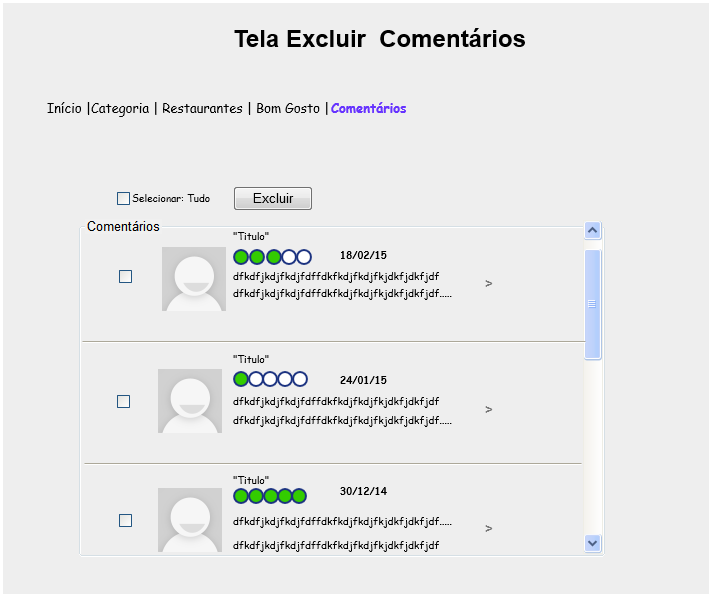 Tela Excluir Comentários
Início |Categoria | Restaurantes | Bom Gosto |Comentários
Selecionar: Tudo
Excluir
Comentários
"Titulo"
18/02/15
dfkdfjkdjfkdjfdffdkfkdjfkdjfkjdkfjdkfjdf
dfkdfjkdjfkdjfdffdkfkdjfkdjfkjdkfjdkfjdf.....
>
"Titulo"
24/01/15
dfkdfjkdjfkdjfdffdkfkdjfkdjfkjdkfjdkfjdf
dfkdfjkdjfkdjfdffdkfkdjfkdjfkjdkfjdkfjdf.....
>
"Titulo"
30/12/14
dfkdfjkdjfkdjfdffdkfkdjfkdjfkjdkfjdkfjdf.....
>
dfkdfjkdjfkdjfdffdkfkdjfkdjfkjdkfjdkfjdf